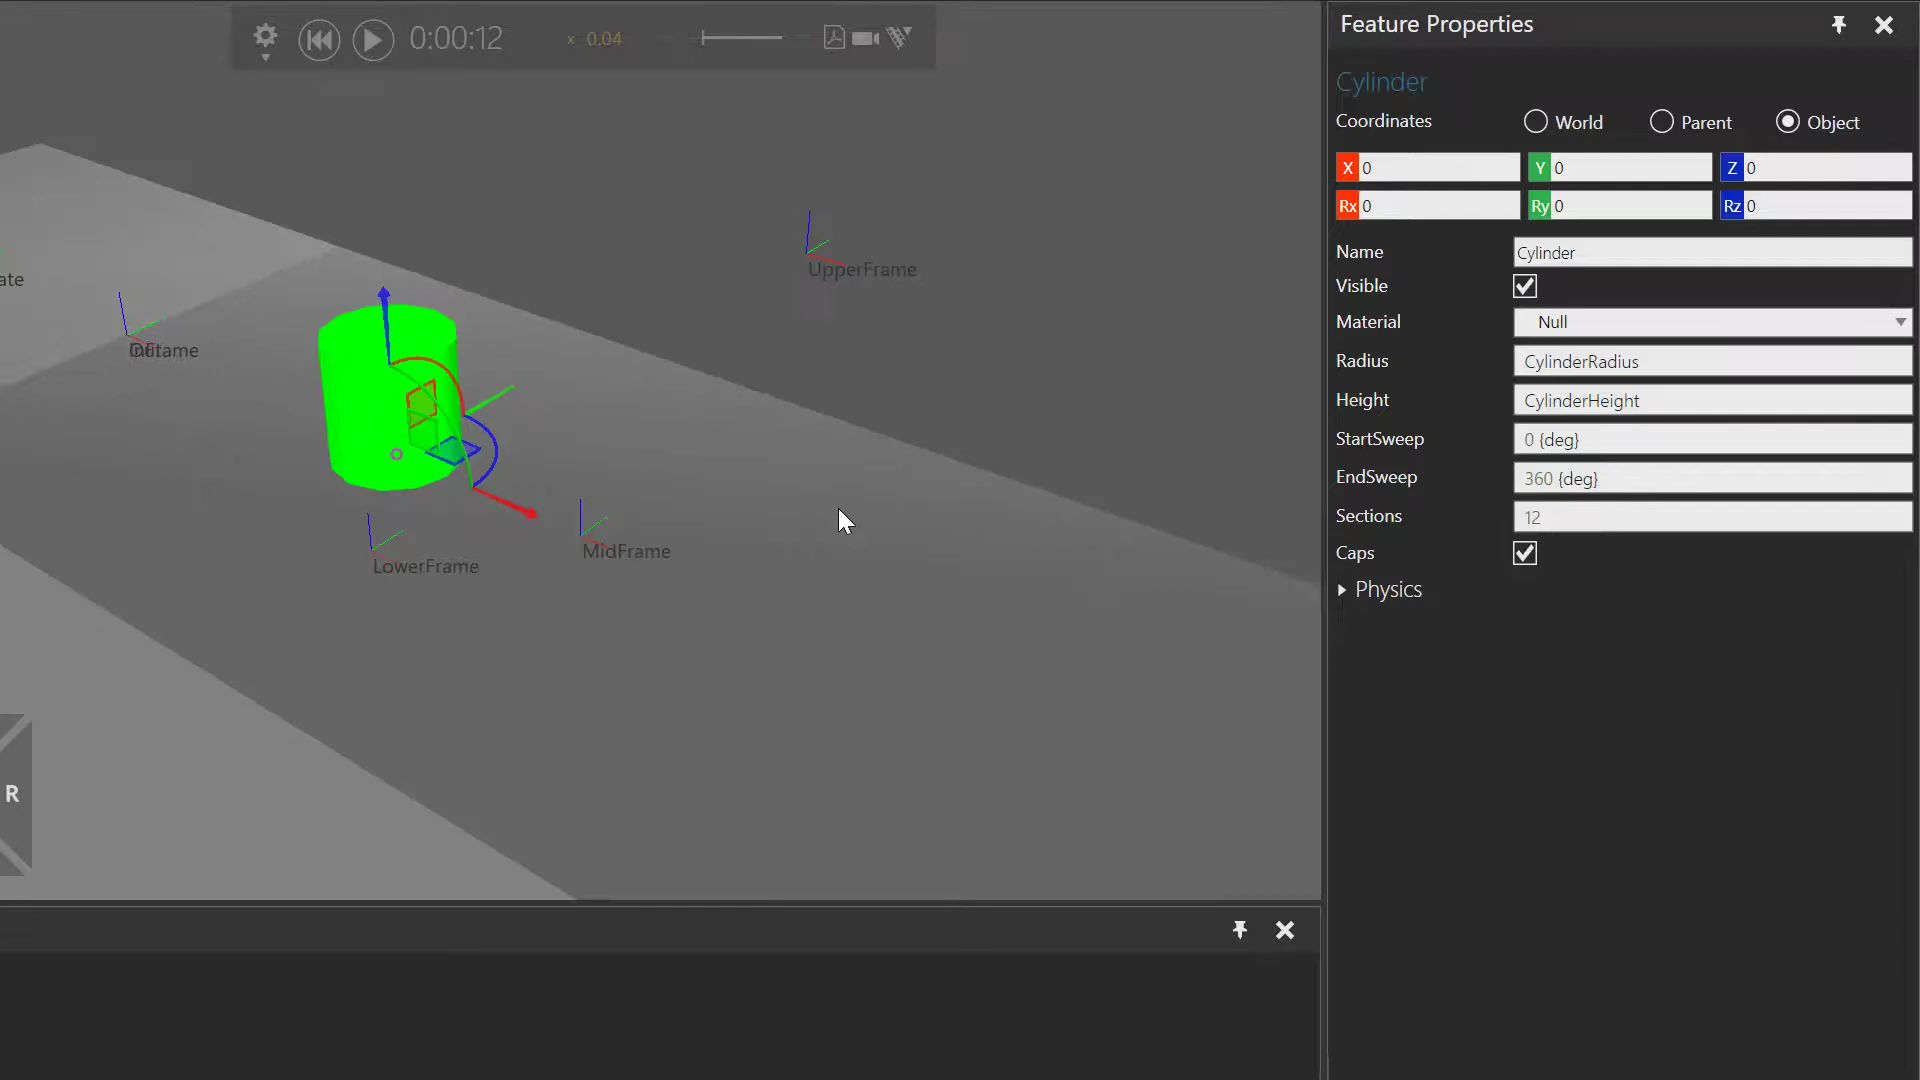 0:00:12
x 0.04
Feature Properties
Cylinder
Coordinates
World
Parent
Object
X 0
Y 0
Z 0
Rx 0
Ry 0
Rz 0
Name
Cylinder
Visible
Material
Null
Radius
CylinderRadius
Height
CylinderHeight
StartSweep
0 {deg}
EndSweep
360 {deg}
Sections
12
Caps
Physics
UpperFrame
ate
MidFrame
LowerFrame
R